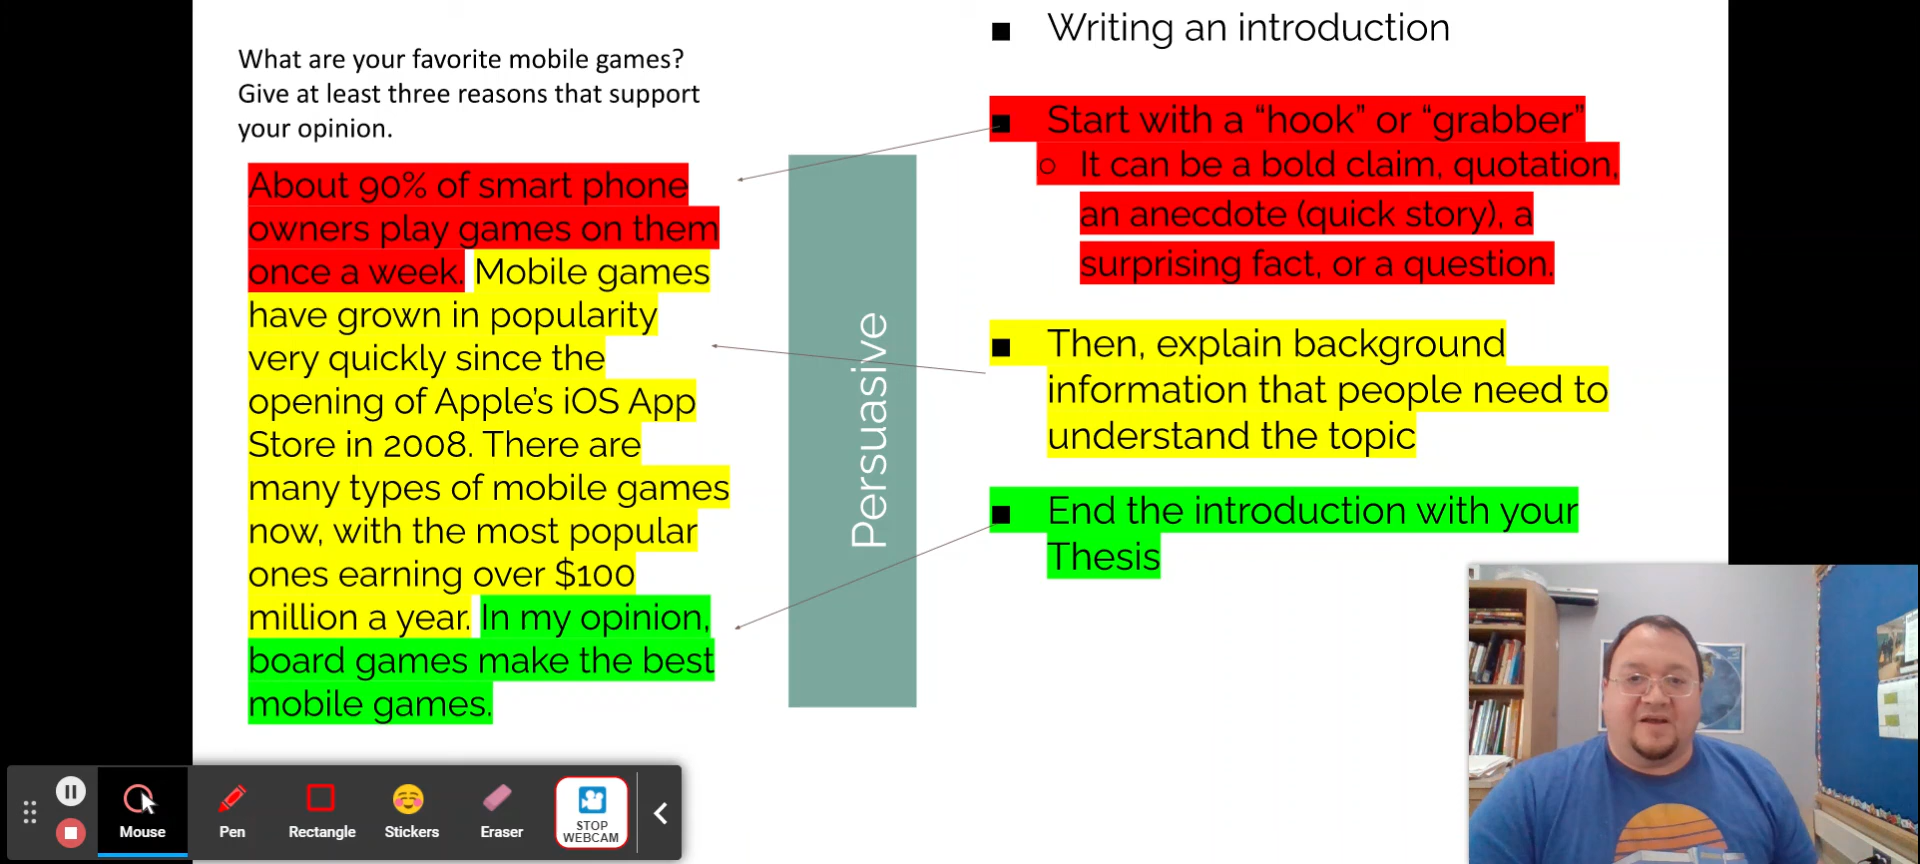 What are your favorite mobile games?
Give at least three reasons that support
your opinion.
About 90% of smart phone
owners play games on them
once a week. Mobile games
have grown in popularity
very quickly since the
opening of Apple's iOS App
Store in 2008. There are
many types of mobile games
now, with the most popular
ones earning over $100
million a year. In my opinion,
board games make the best
mobile games.
Persuasive
■ Writing an introduction
■ Start with a “hook” or “grabber”
○ It can be a bold claim, quotation,
an anecdote (quick story), a
surprising fact, or a question.
■ Then, explain background
information that people need to
understand the topic
■ End the introduction with your
Thesis
Mouse
Pen
Rectangle
Stickers
Eraser
STOP
WEBCAM